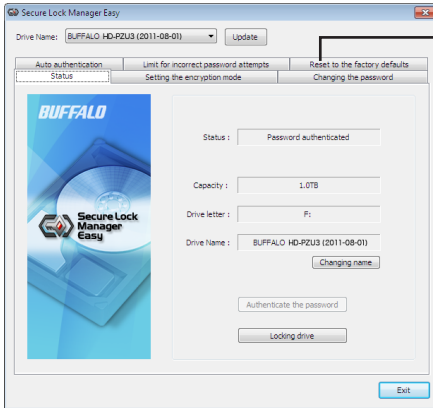 Secure Lock Manager Easy
Drive Name: BUFFALO HD-PZU3 (2011-08-01) Update
Auto authentication Limit for incorrect password attempts Reset to the factory defaults
Status Setting the encryption mode Changing the password
BUFFALO
Secure Lock
Manager
Easy
Status : Password authenticated
Capacity : 1.0TB
Drive letter : F:
Drive Name : BUFFALO HD-PZU3 (2011-08-01)
Changing name
Authenticate the password
Locking drive
Exit